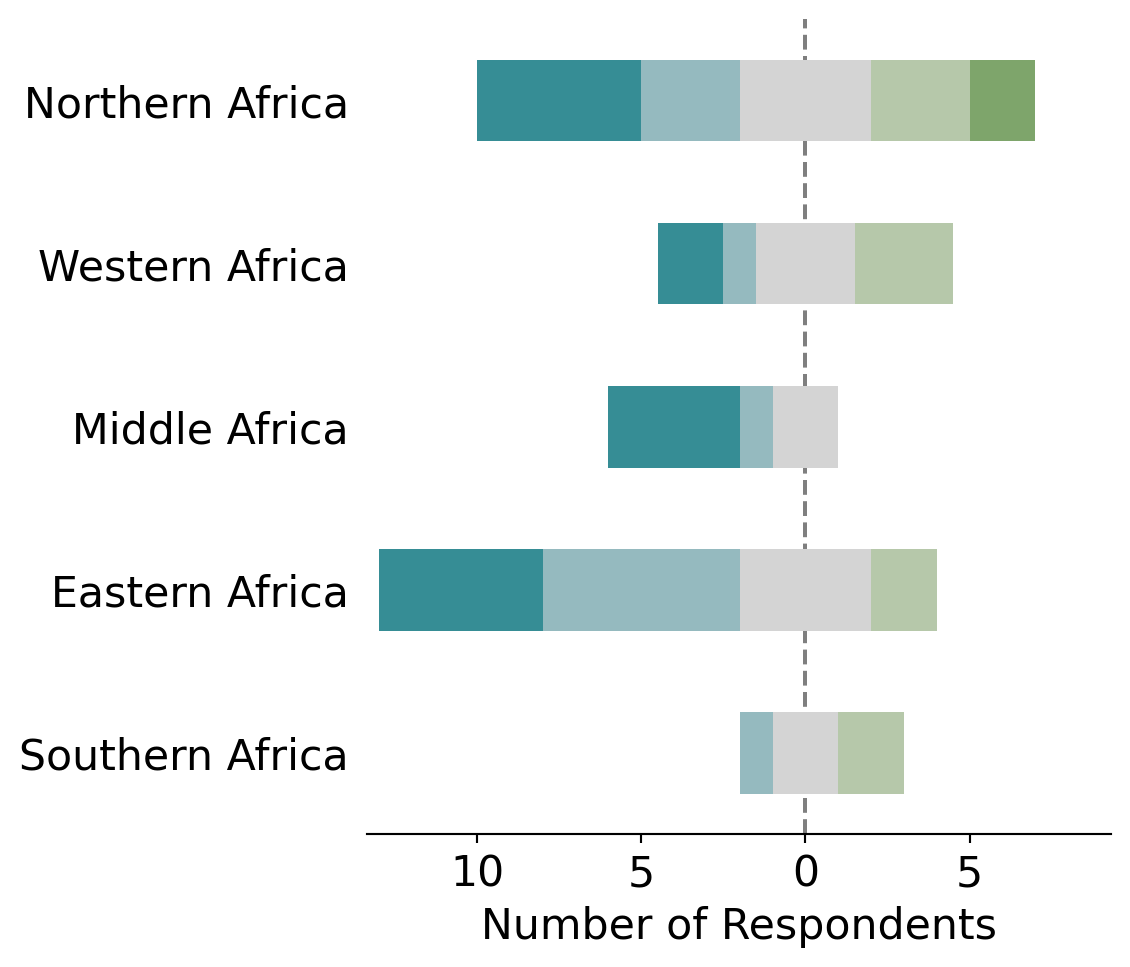 Northern Africa
Western Africa
Middle Africa
Eastern Africa
Southern Africa
10 5 0 5
Number of Respondents